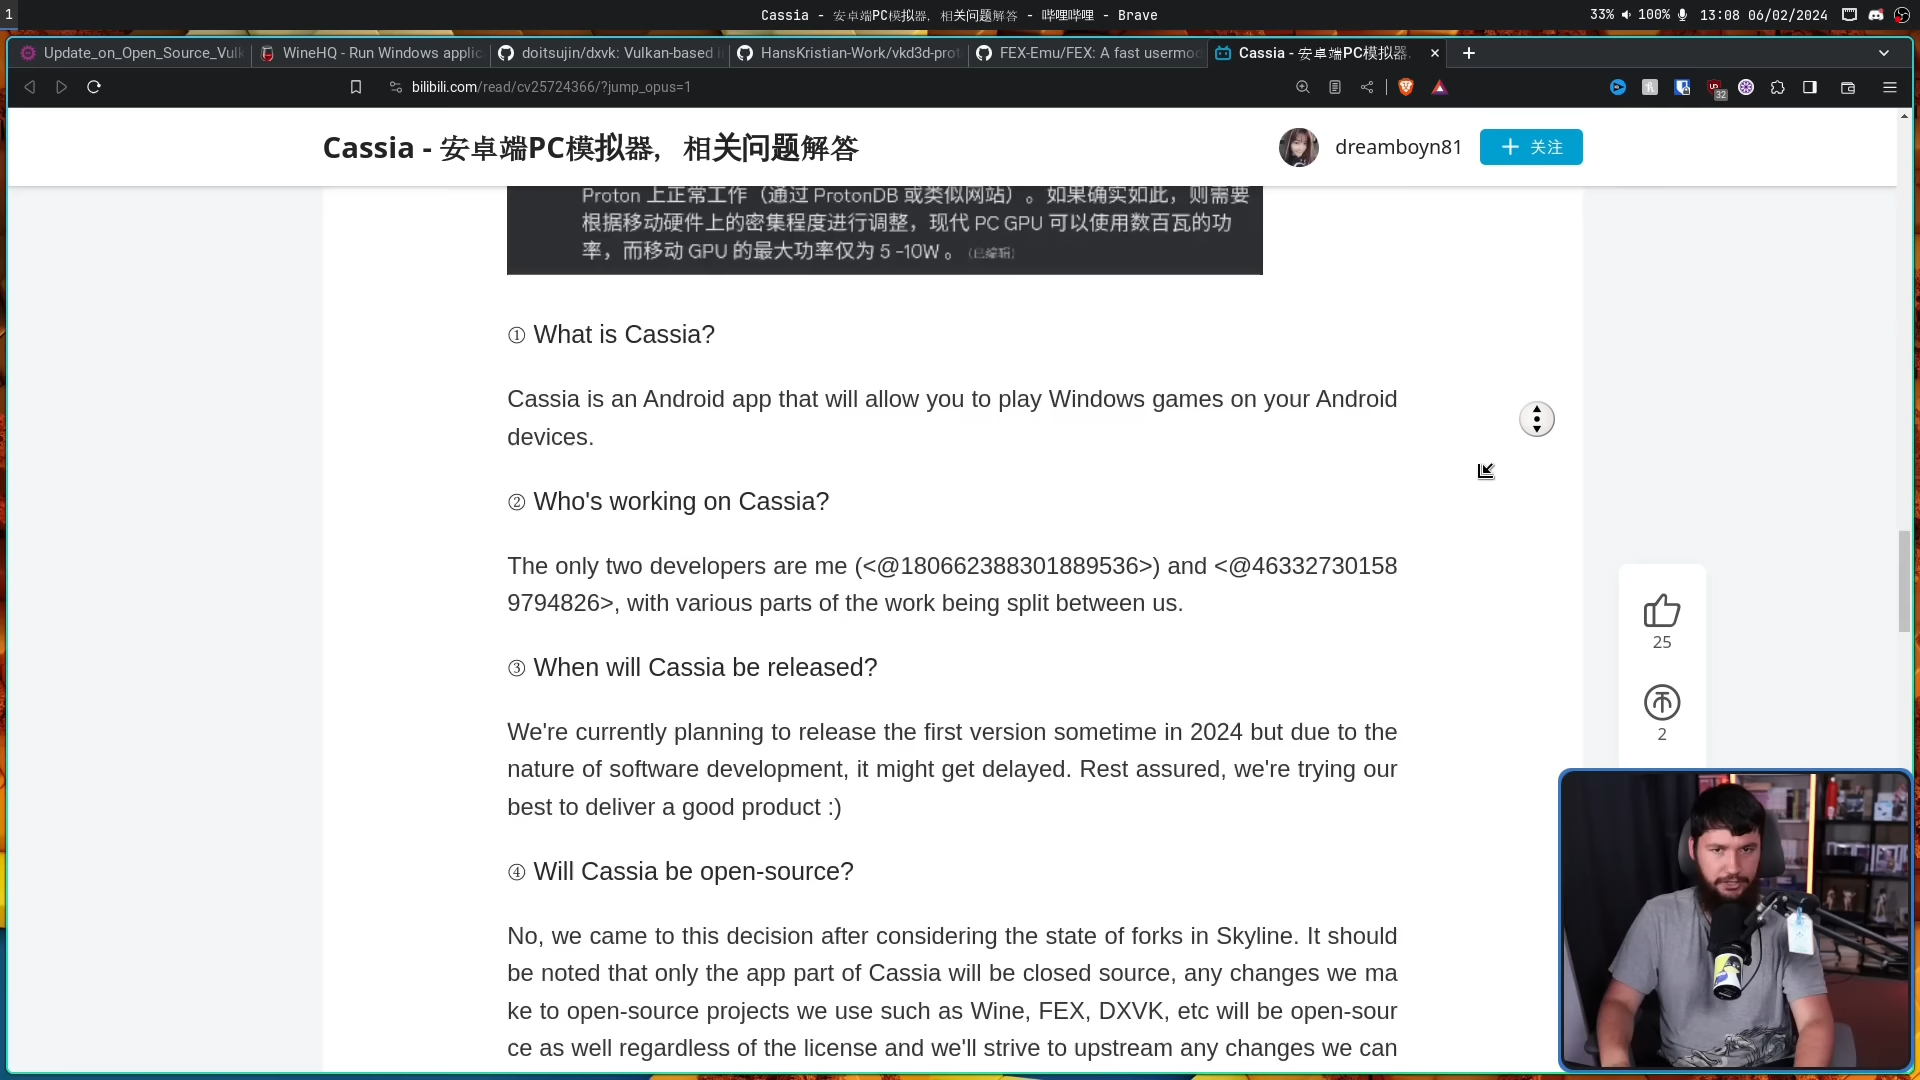 1
Cassia - 安卓端PC模拟器，相关问题解答 - 哔哩哔哩 - Brave
33% 100% 13:08 06/02/2024
Update_on_Open_Source_Vulk
WineHQ - Run Windows applic
doitsujin/dxvk: Vulkan-based i
HansKristian-Work/vkd3d-prot
FEX-Emu/FEX: A fast usermod
Cassia - 安卓端PC模拟器,
bilibili.com/read/cv25724366/?jump_opus=1
32
Cassia - 安卓端PC模拟器，相关问题解答
dreamboyn81
关注
Proton 上正常工作（通过 ProtonDB 或类似网站）。如果确实如此，则需要
根据移动硬件上的密集程度进行调整，现代 PC GPU 可以使用数百瓦的功
率，而移动 GPU 的最大功率仅为 5 -10W 。（已编辑）
① What is Cassia?
Cassia is an Android app that will allow you to play Windows games on your Android
devices.
② Who's working on Cassia?
The only two developers are me (<@180662388301889536>) and <@46332730158
9794826>, with various parts of the work being split between us.
③ When will Cassia be released?
We're currently planning to release the first version sometime in 2024 but due to the
nature of software development, it might get delayed. Rest assured, we're trying our
best to deliver a good product :)
④ Will Cassia be open-source?
No, we came to this decision after considering the state of forks in Skyline. It should
be noted that only the app part of Cassia will be closed source, any changes we ma
ke to open-source projects we use such as Wine, FEX, DXVK, etc will be open-sour
ce as well regardless of the license and we'll strive to upstream any changes we can
25
2